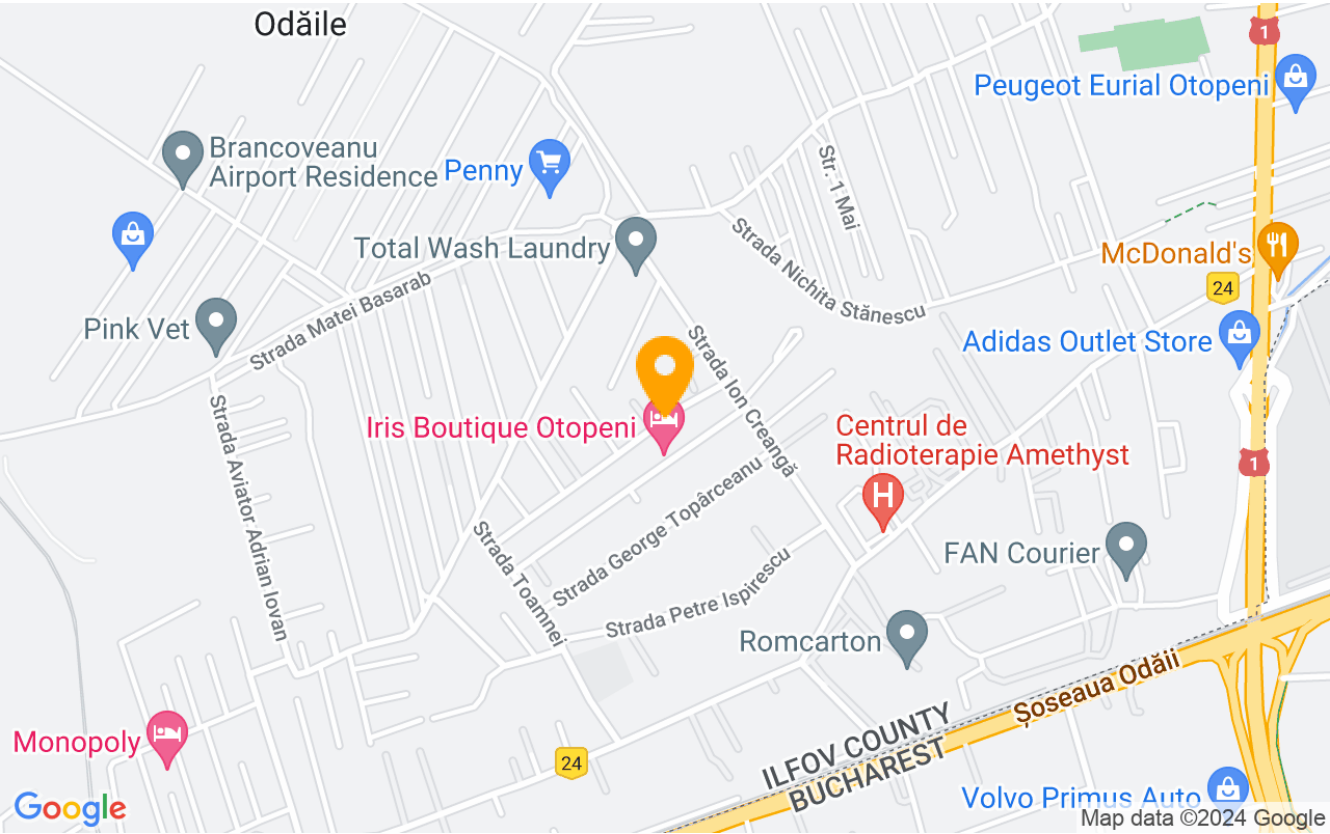 Odăile
1
Peugeot Eurial Otopeni
Brancoveanu
Airport Residence
Penny
Str. 1 Mai
Total Wash Laundry
Strada Nichita Stănescu
McDonald's
24
Strada Matei Basarab
Pink Vet
Adidas Outlet Store
Strada Ion Creangă
Iris Boutique Otopeni
Centrul de
Radioterapie Amethyst
H
1
Strada Aviator Adrian Iovan
Strada George Topârceanu
Strada Toamnei
FAN Courier
Strada Petre Ispirescu
Romcarton
Șoseaua Odăii
Monopoly
24
ILFOV COUNTY
BUCHAREST
Volvo Primus Auto
Google
Map data ©2024 Google